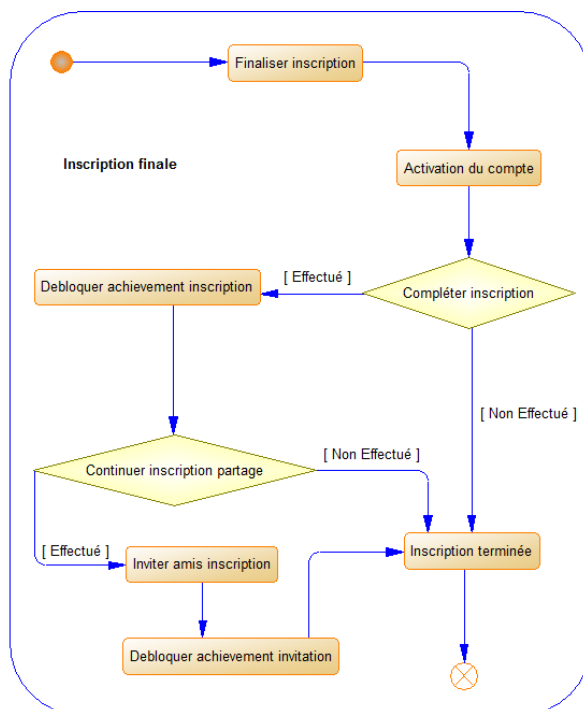 Finaliser inscription
Inscription finale
Activation du compte
[ Effectué ]
Debloquer achievement inscription
Compléter inscription
[ Non Effectué ]
[ Non Effectué ]
Continuer inscription partage
[ Effectué ]
Inviter amis inscription
Inscription terminée
Debloquer achievement invitation